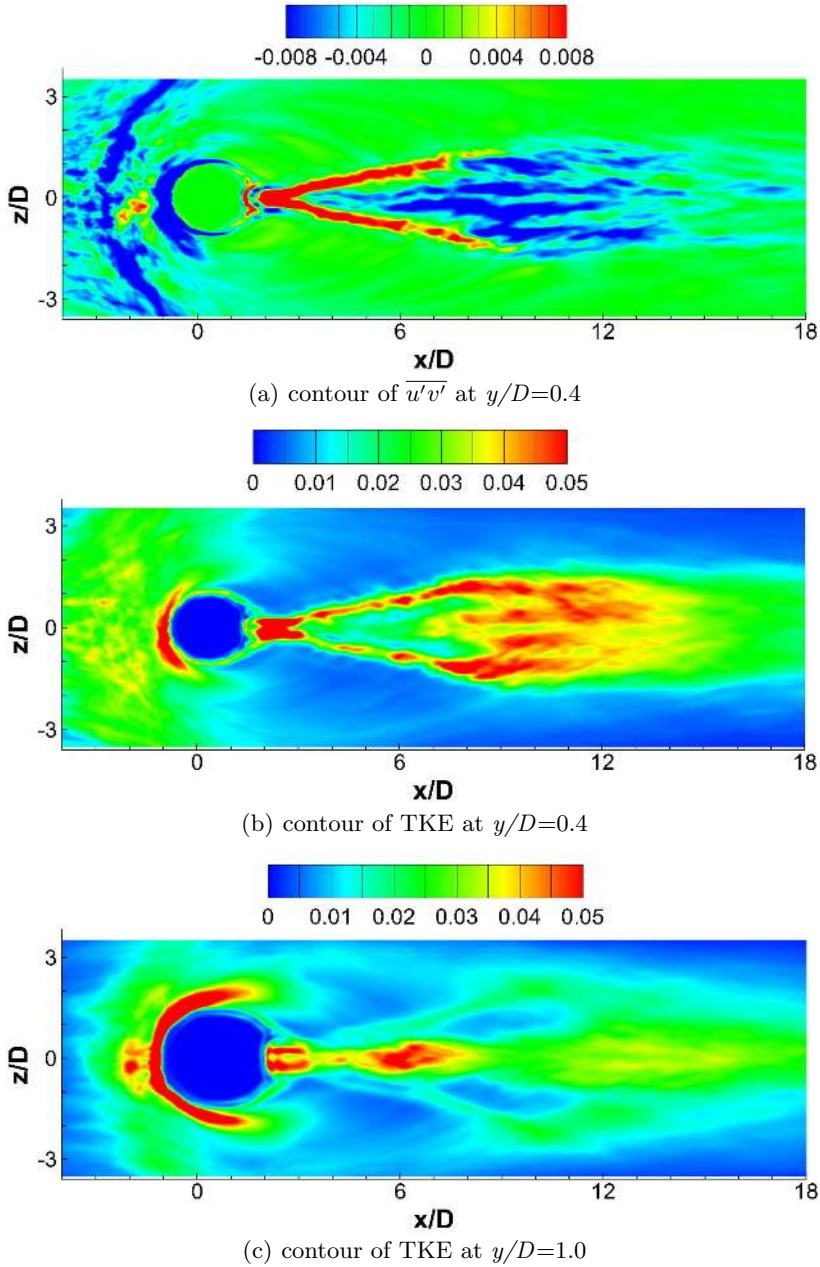 -0.008 -0.004 0 0.004 0.008
3
0
-3
z/D
0 6 12 18
x/D
(a) contour of $\overline{u'v'}$ at y/D=0.4
0 0.01 0.02 0.03 0.04 0.05
3
0
-3
z/D
0 6 12 18
x/D
(b) contour of TKE at y/D=0.4
0 0.01 0.02 0.03 0.04 0.05
3
0
-3
z/D
0 6 12 18
x/D
(c) contour of TKE at y/D=1.0